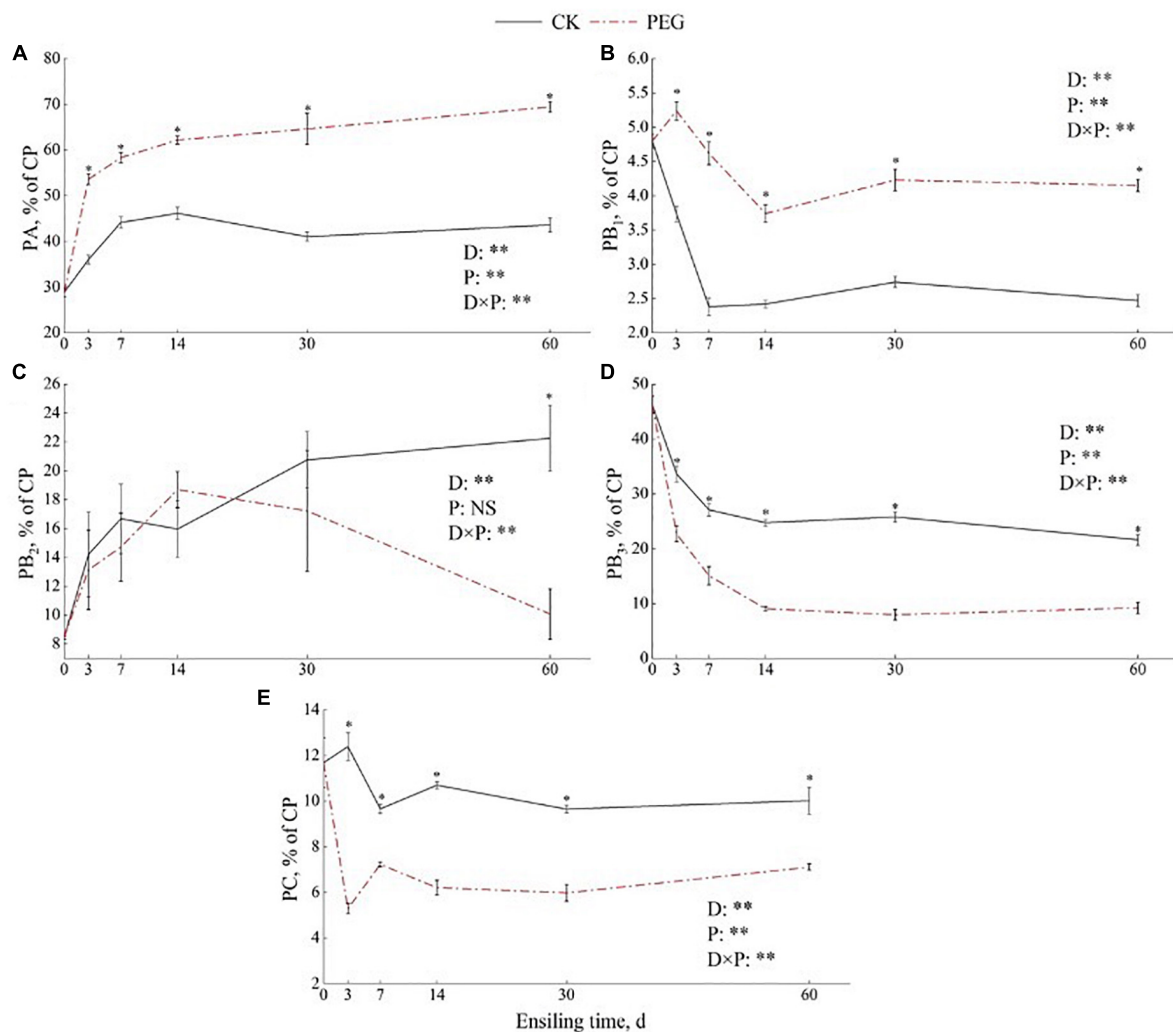 CK PEG
A
PA, % of CP
80
70
60
50
40
30
20
0 3 7 14 30 60
* * * * *
D: **
P: **
D×P: **
B
PB1, % of CP
6.0
5.5
5.0
4.5
4.0
3.5
3.0
2.5
2.0
0 3 7 14 30 60
* * * * *
D: **
P: **
D×P: **
C
PB2, % of CP
26
24
22
20
18
16
14
12
10
8
0 3 7 14 30 60
*
D: **
P: NS
D×P: **
D
PB3, % of CP
50
40
30
20
10
0
0 3 7 14 30 60
* * * * *
D: **
P: **
D×P: **
E
PC, % of CP
14
12
10
8
6
4
2
0 3 7 14 30 60
* * * * *
D: **
P: **
D×P: **
Ensiling time, d